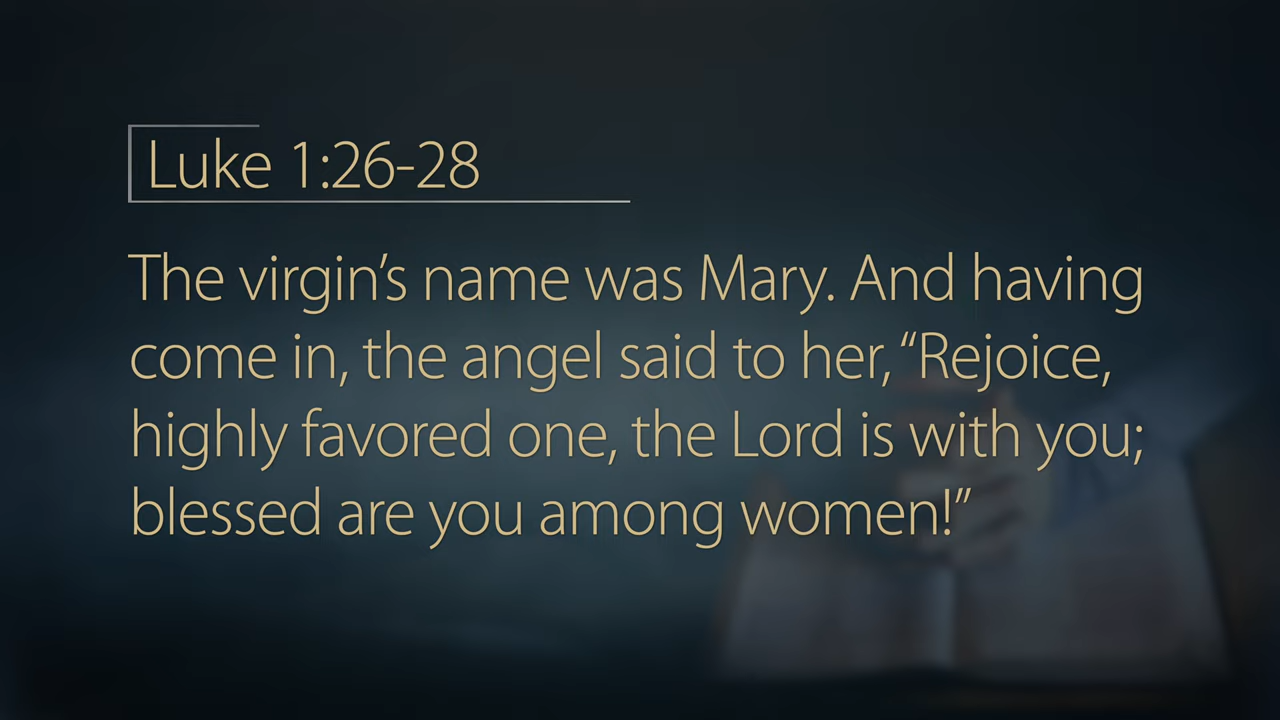 Luke 1:26-28
The virgin’s name was Mary. And having
come in, the angel said to her, “Rejoice,
highly favored one, the Lord is with you;
blessed are you among women!”